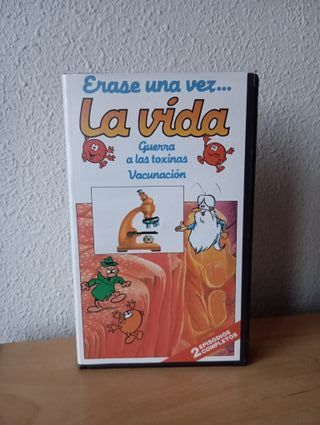 Erase una vez...
La vida
Guerra
a las toxinas
Vacunación
2 EPISODIOS
COMPLETOS